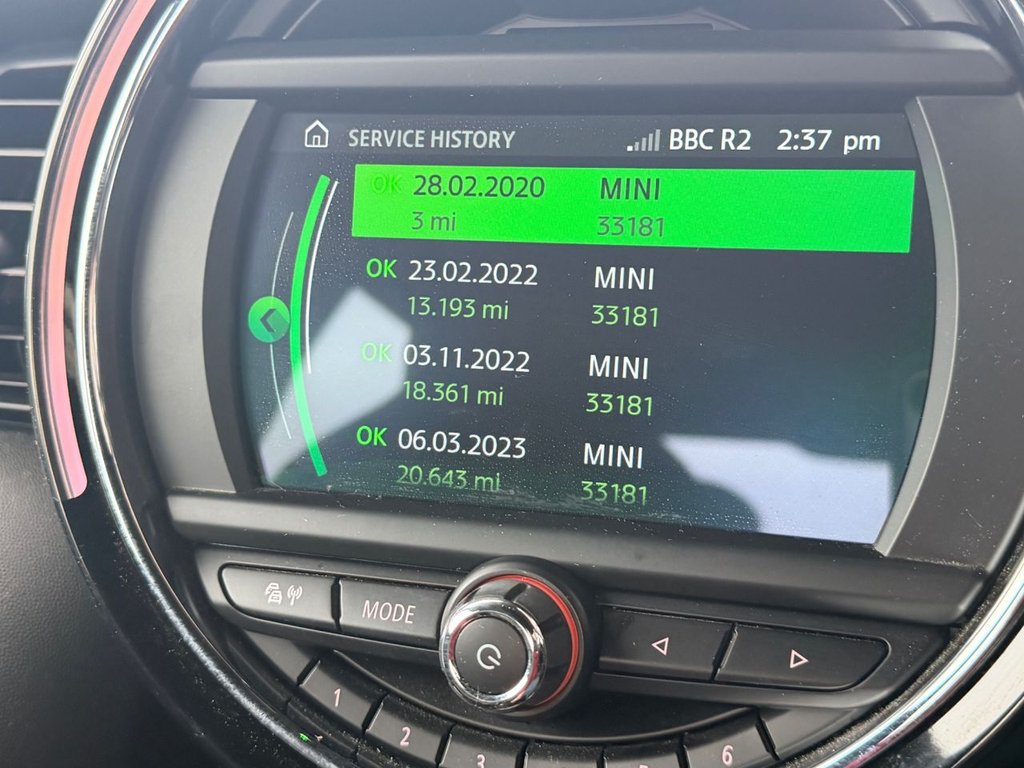 SERVICE HISTORY BBC R2 2:37 pm
OK 28.02.2020 MINI
3 mi 33181
OK 23.02.2022 MINI
13.193 mi 33181
OK 03.11.2022 MINI
18.361 mi 33181
OK 06.03.2023 MINI
20.643 mi 33181
MODE
1 2 3 5 6